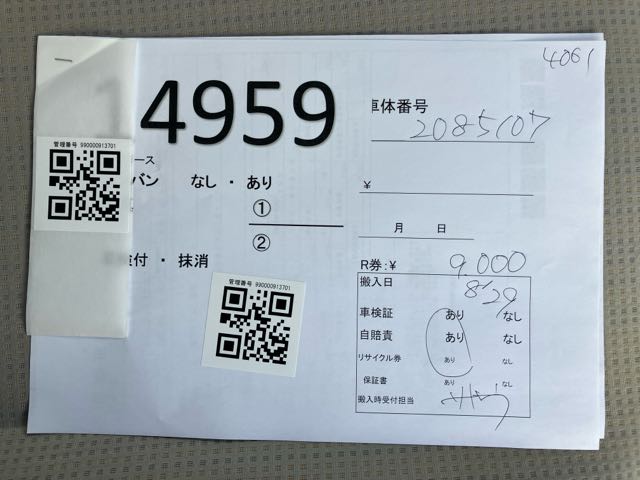 4061
4959
車体番号
2085107
管理番号 990000913701
ース
バン なし ・ あり
¥
①
②
月 日
付 ・ 抹消
R券:¥ 9,000
搬入日
8/29
車検証 あり なし
自賠責 あり なし
リサイクル券 あり なし
保証書 あり なし
搬入時受付担当
管理番号 990000913701